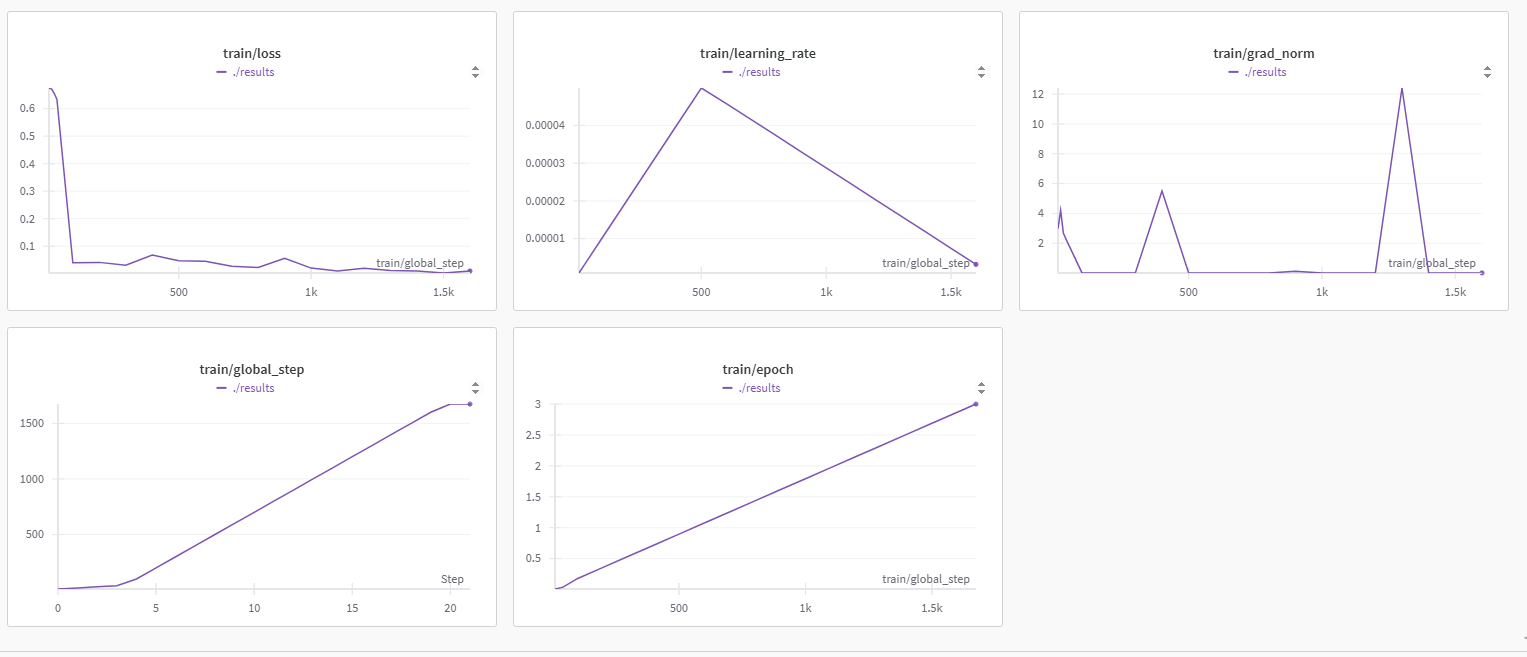 train/loss
./results
0.6
0.5
0.4
0.3
0.2
0.1
train/global_step
500
1k
1.5k
train/learning_rate
./results
0.00004
0.00003
0.00002
0.00001
train/global_step
500
1k
1.5k
train/grad_norm
./results
12
10
8
6
4
2
train/global_step
500
1k
1.5k
train/global_step
./results
1500
1000
500
Step
0
5
10
15
20
train/epoch
./results
3
2.5
2
1.5
1
0.5
train/global_step
500
1k
1.5k